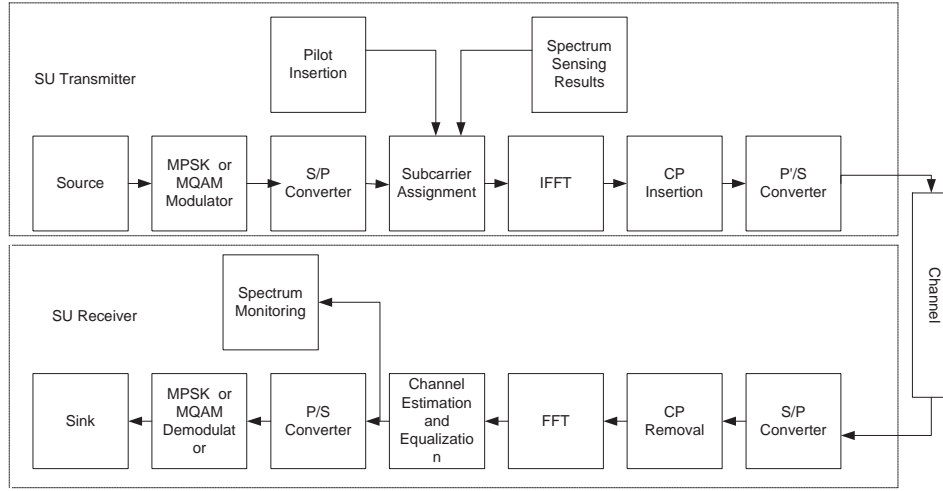 Pilot
Insertion
Spectrum
Sensing
Results
SU Transmitter
Source
MPSK or
MQAM
Modulator
S/P
Converter
Subcarrier
Assignment
IFFT
CP
Insertion
P'/S
Converter
Channel
Spectrum
Monitoring
SU Receiver
Sink
MPSK or
MQAM
Demodulat
or
P/S
Converter
Channel
Estimation
and
Equalizatio
n
FFT
CP
Removal
S/P
Converter